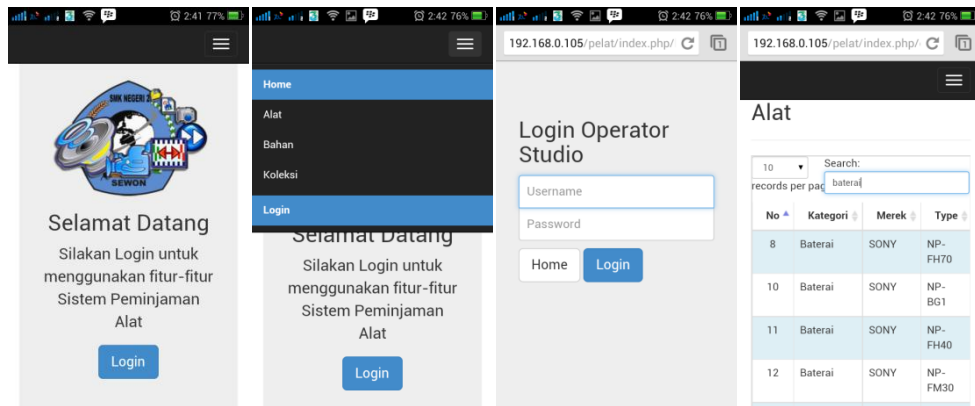 2:41 77%
SMK NEGERI
SEWON
Selamat Datang
Silakan Login untuk
menggunakan fitur-fitur
Sistem Peminjaman
Alat
Login
2:42 76%
Home
Alat
Bahan
Koleksi
Login
Selamat Datang
Silakan Login untuk
menggunakan fitur-fitur
Sistem Peminjaman
Alat
Login
2:42 76%
192.168.0.105/pelat/index.php/
1
Login Operator
Studio
Username
Password
Home Login
2:42 76%
192.168.0.105/pelat/index.php/
1
Alat
10 Search:
records per pag baterai
No Kategori Merek Type
8 Baterai SONY NP-
FH70
10 Baterai SONY NP-
BG1
11 Baterai SONY NP-
FH40
12 Baterai SONY NP-
FM30